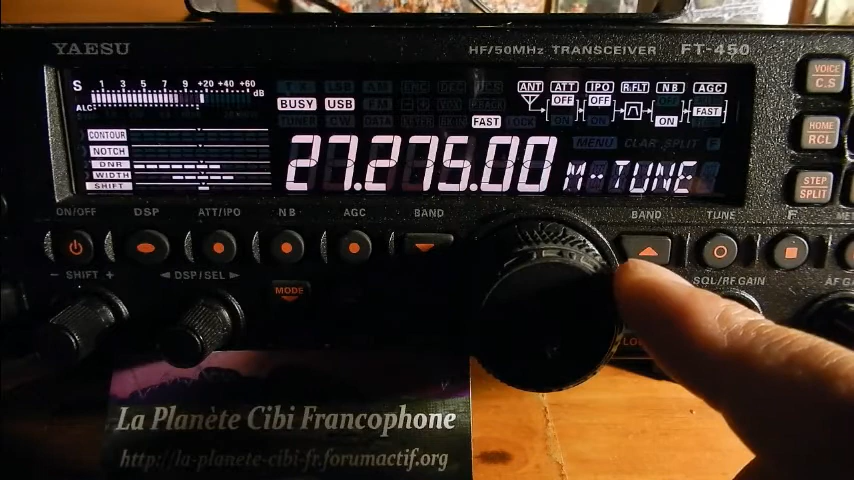 YAESU
HF/50MHz TRANSCEIVER FT-450
S 1 3 5 7 9 +20 +40 +60 dB
ALC
BUSY USB
FAST
ANT ATT IPO R.FLT NB AGC
OFF OFF
ON FAST
MENU CLAR SPLIT F
CONTOUR
NOTCH
DNR
WIDTH
SHIFT
27.275.00 M-TUNE
VOICE
C.S
HOME
RCL
STEP
SPLIT
ON/OFF DSP ATT/IPO NB AGC BAND BAND TUNE F
- SHIFT + DSP/SEL MODE SQL/RF GAIN
La Planète Cibi Francophone
http://la-planete-cibi-fr.forumactif.org